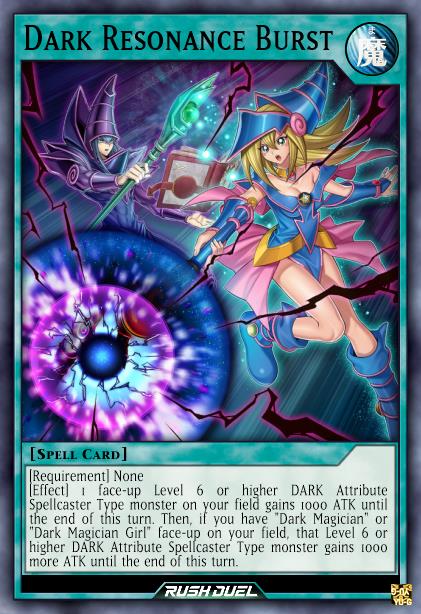 Dark Resonance Burst
ま
魔
[Spell Card]
[Requirement] None
[Effect] 1 face-up Level 6 or higher DARK Attribute
Spellcaster Type monster on your field gains 1000 ATK until
the end of this turn. Then, if you have "Dark Magician" or
"Dark Magician Girl" face-up on your field, that Level 6 or
higher DARK Attribute Spellcaster Type monster gains 1000
more ATK until the end of this turn.
RUSH DUEL